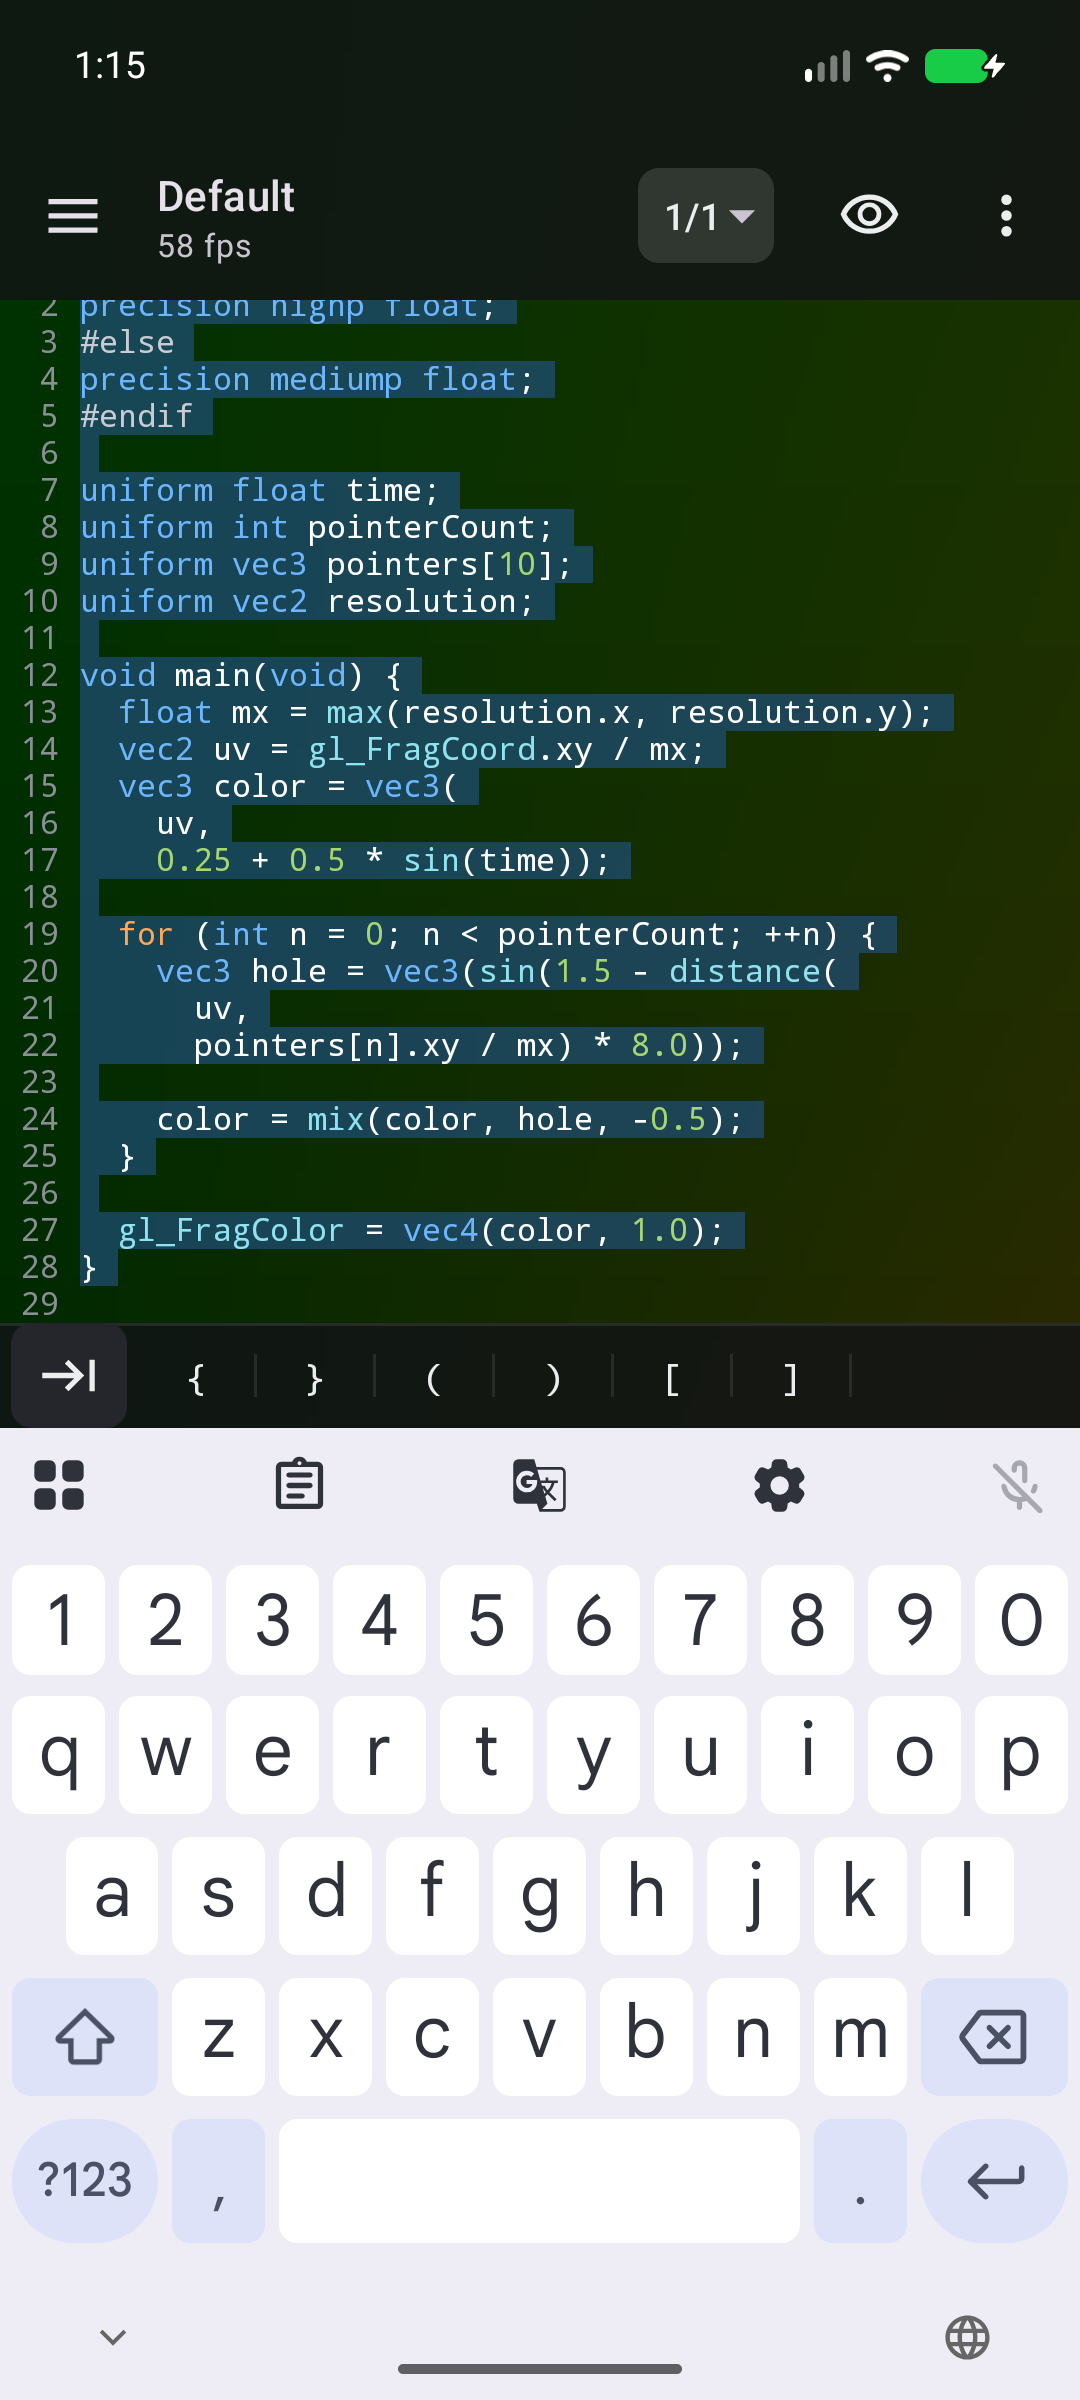 1:15
Default
58 fps
1/1
2 precision highp float;
3 #else
4 precision mediump float;
5 #endif
6
7 uniform float time;
8 uniform int pointerCount;
9 uniform vec3 pointers[10];
10 uniform vec2 resolution;
11
12 void main(void) {
13 float mx = max(resolution.x, resolution.y);
14 vec2 uv = gl_FragCoord.xy / mx;
15 vec3 color = vec3(
16 uv,
17 0.25 + 0.5 * sin(time));
18
19 for (int n = 0; n < pointerCount; ++n) {
20 vec3 hole = vec3(sin(1.5 - distance(
21 uv,
22 pointers[n].xy / mx) * 8.0));
23
24 color = mix(color, hole, -0.5);
25 }
26
27 gl_FragColor = vec4(color, 1.0);
28 }
29
{ } ( ) [ ]
G文
1 2 3 4 5 6 7 8 9 0
q w e r t y u i o p
a s d f g h j k l
z x c v b n m
?123 , .